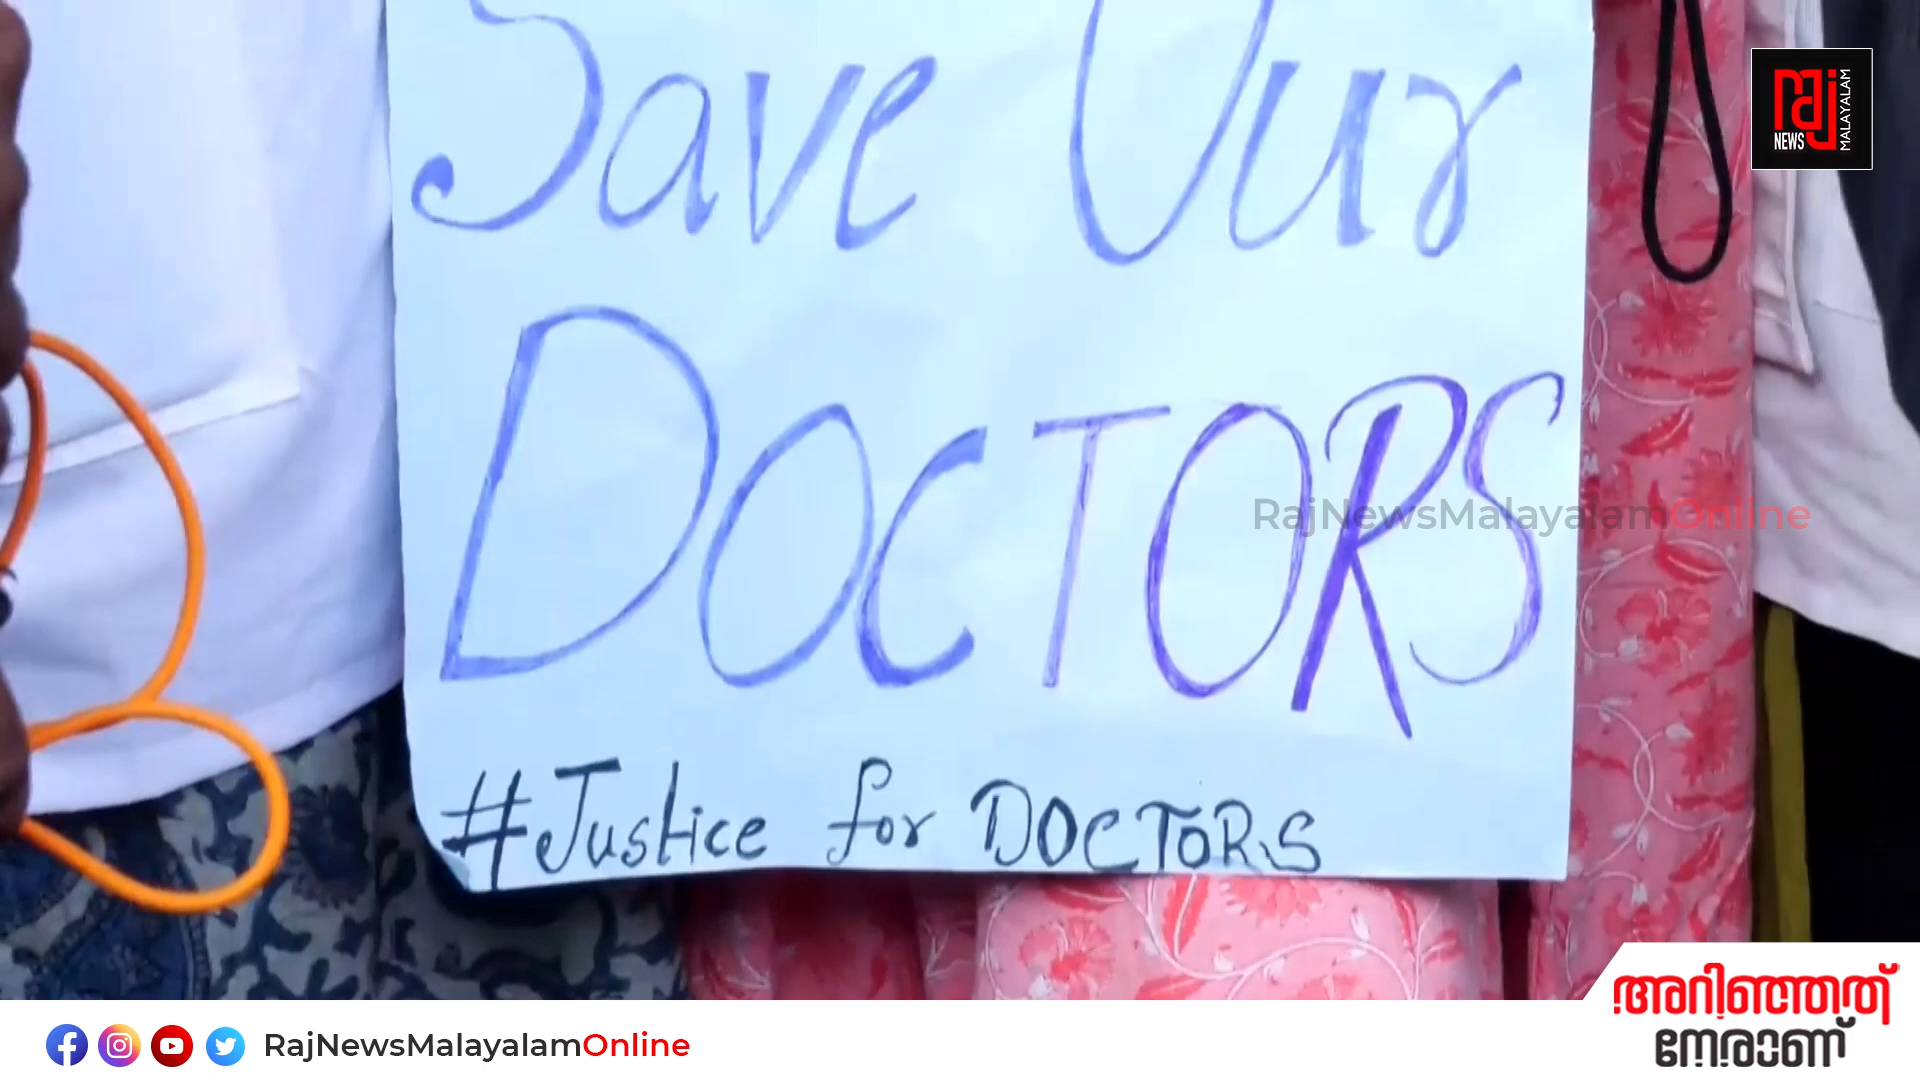 Save Our
DOCTORS
#Justice for DOCTORS
raj
NEWS
MALAYALAM
RajNewsMalayalamOnline
RajNewsMalayalamOnline
അറിഞ്ഞത്
നേരാണ്